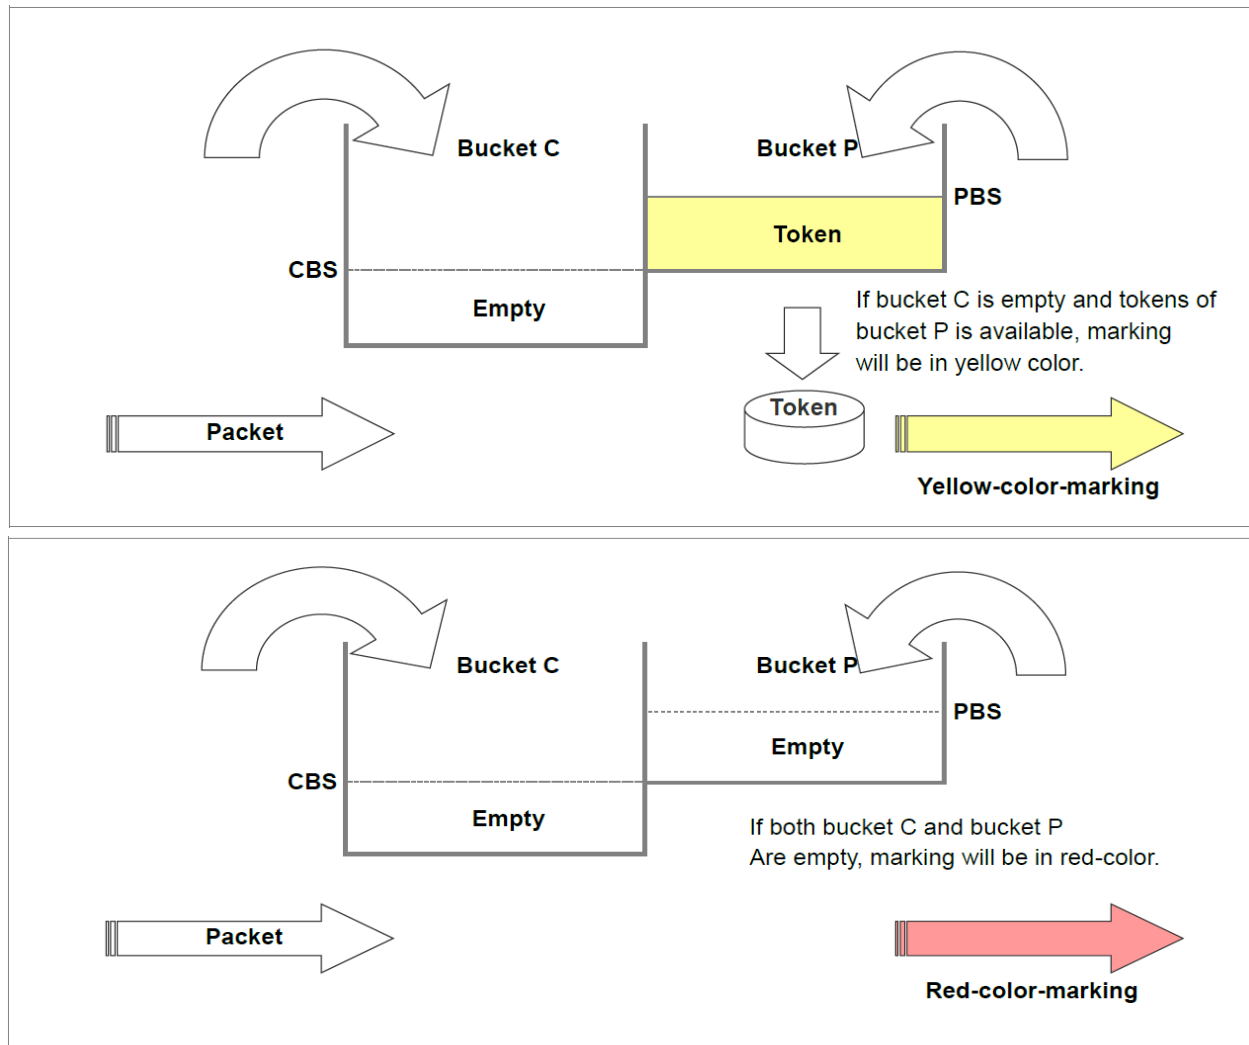 Bucket C
Bucket P
PBS
Token
CBS
Empty
If bucket C is empty and tokens of
bucket P is available, marking
will be in yellow color.
Token
Packet
Yellow-color-marking
Bucket C
Bucket P
PBS
Empty
CBS
Empty
If both bucket C and bucket P
Are empty, marking will be in red-color.
Packet
Red-color-marking